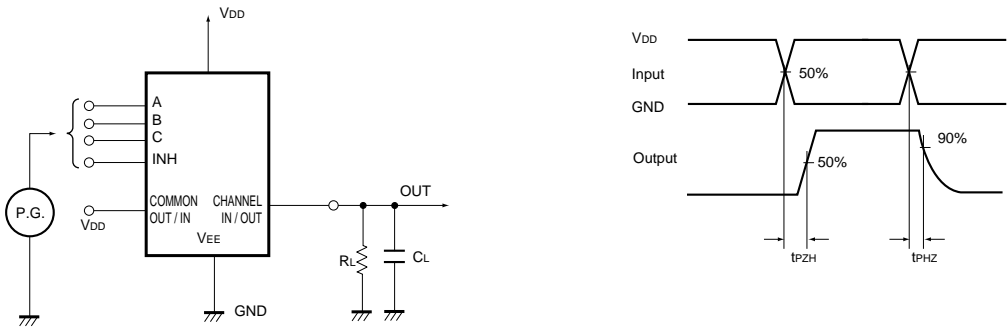 VDD
A
B
C
INH
P.G.
VDD
COMMON OUT / IN
CHANNEL IN / OUT
VEE
GND
OUT
RL
CL
VDD
Input
GND
50%
Output
50%
90%
tPZH
tPHZ